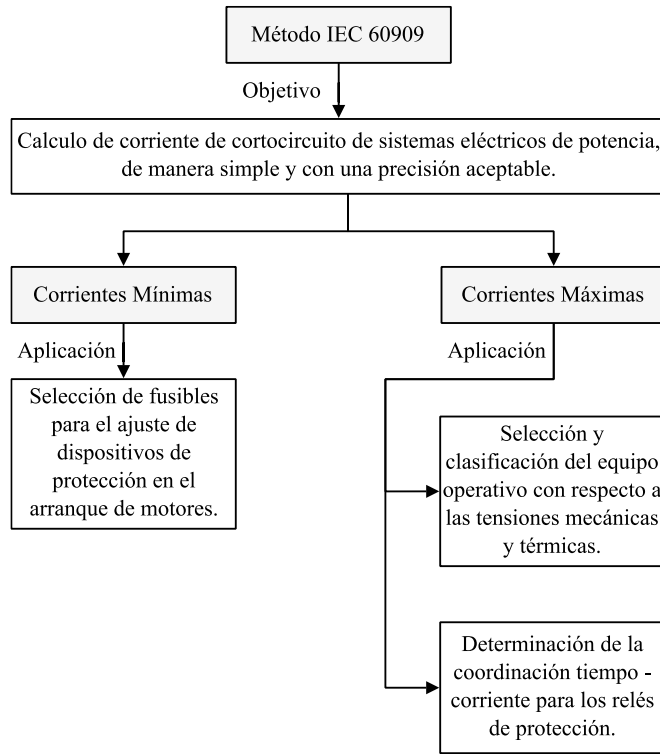 Método IEC 60909
Objetivo
Calculo de corriente de cortocircuito de sistemas eléctricos de potencia,
de manera simple y con una precisión aceptable.
Corrientes Mínimas
Corrientes Máximas
Aplicación
Aplicación
Selección de fusibles
para el ajuste de
dispositivos de
protección en el
arranque de motores.
Selección y
clasificación del equipo
operativo con respecto a
las tensiones mecánicas
y térmicas.
Determinación de la
coordinación tiempo -
corriente para los relés
de protección.